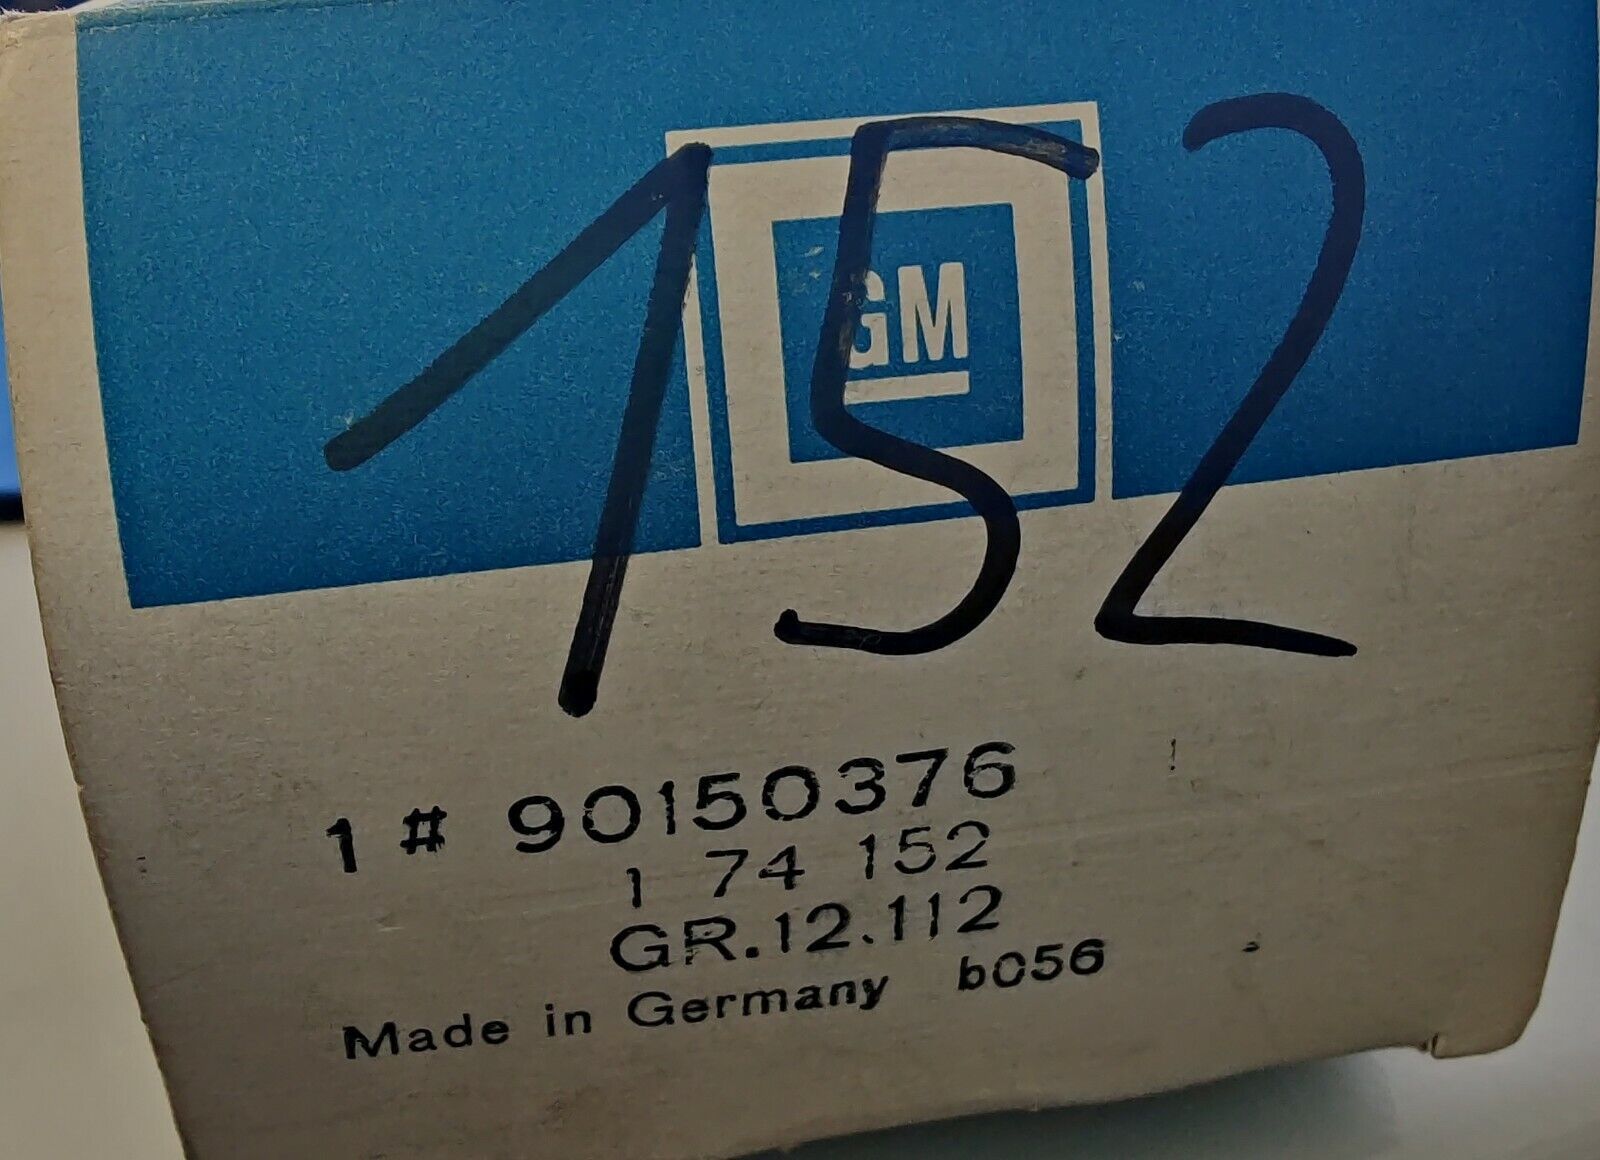 152
GM
1 # 90150376
1 74 152
GR.12.112
Made in Germany b056